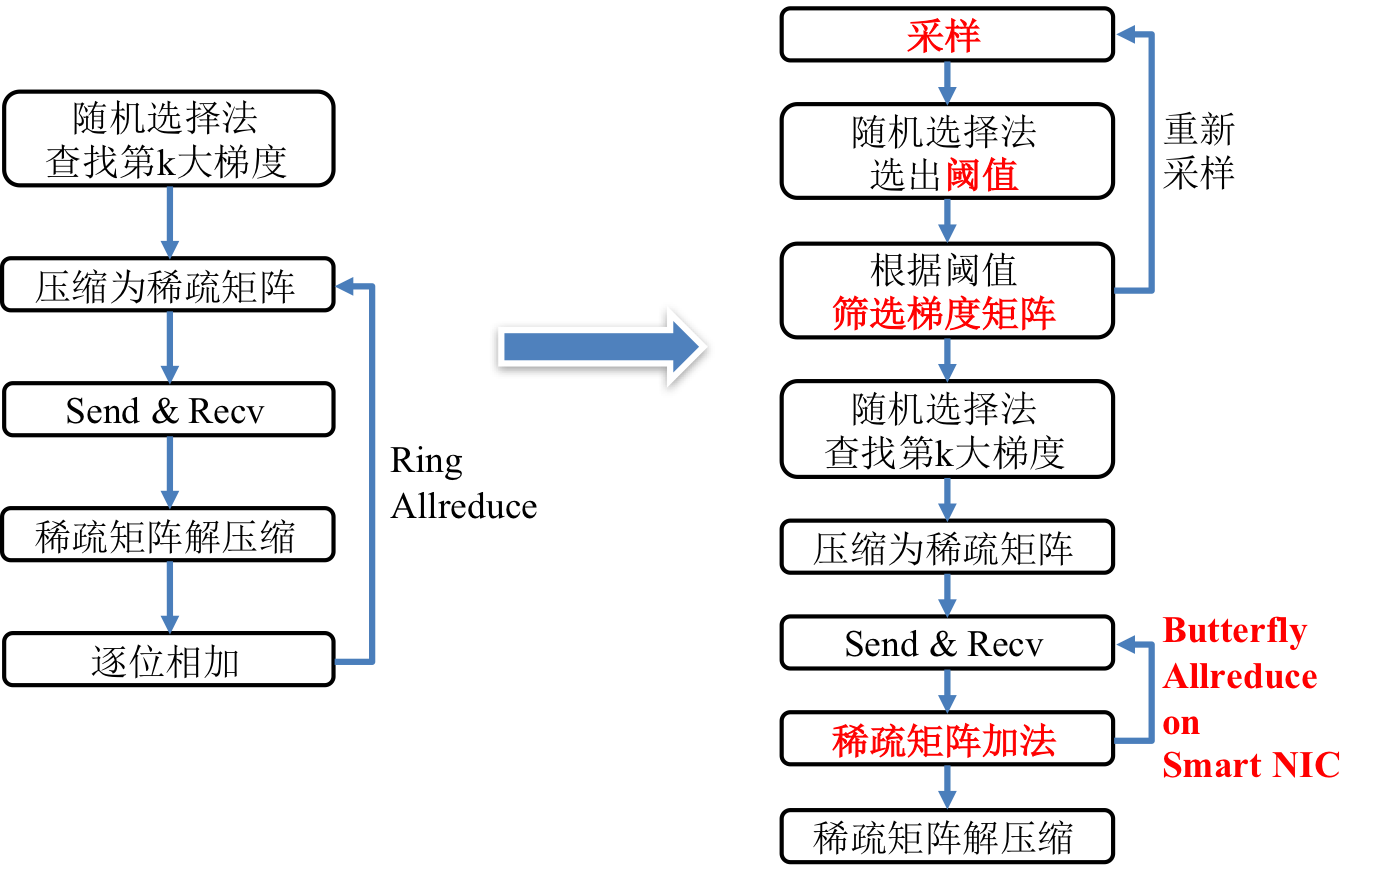 随机选择法
查找第k大梯度
压缩为稀疏矩阵
Send & Recv
稀疏矩阵解压缩
逐位相加
Ring
Allreduce
采样
随机选择法
选出阈值
根据阈值
筛选梯度矩阵
重新
采样
随机选择法
查找第k大梯度
压缩为稀疏矩阵
Send & Recv
稀疏矩阵加法
Butterfly
Allreduce
on
Smart NIC
稀疏矩阵解压缩